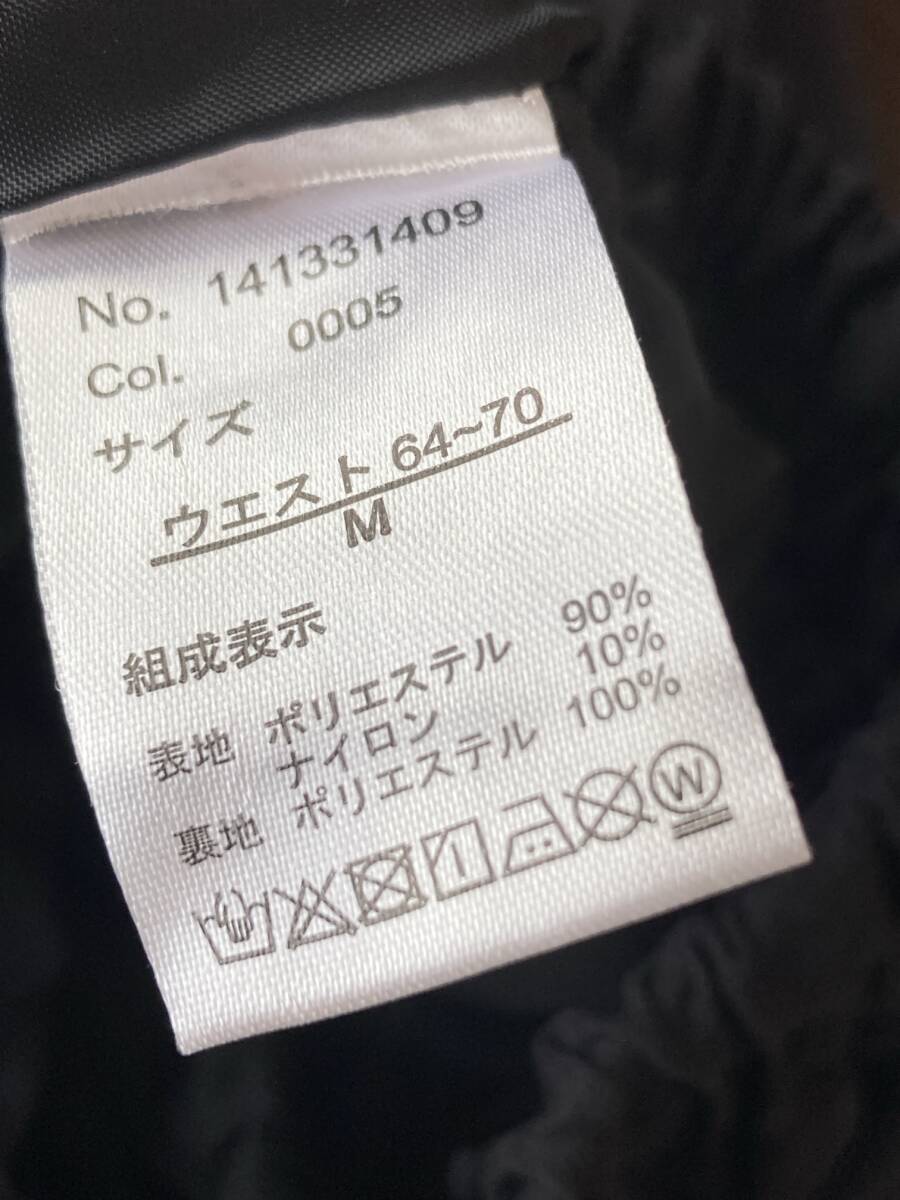 No. 141331409
Col. 0005
サイズ
ウエスト 64~70
M
組成表示
表地 ポリエステル 90%
ナイロン 10%
裏地 ポリエステル 100%
W